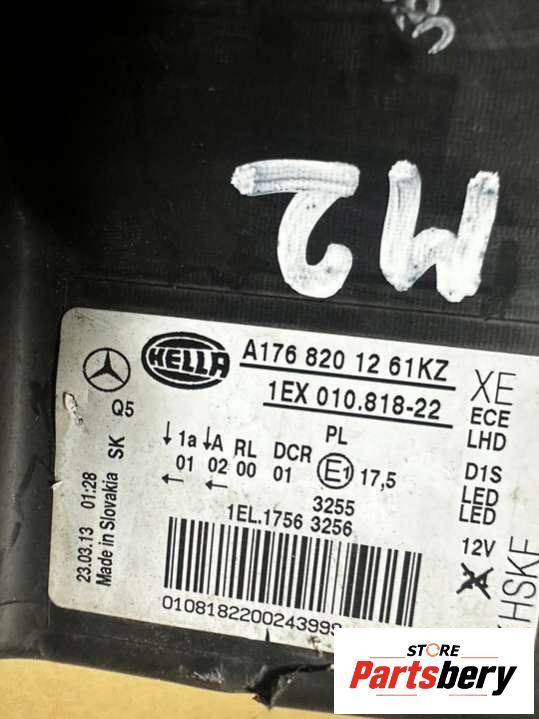 M2
HELLA
A176 820 12 61KZ
1EX 010.818-22
XE
ECE
LHD
D1S
LED
LED
12V
HSKE
Q5
SK
23.03.13 01:28
Made in Slovakia
PL
↓1a ↓A RL DCR
01 02 00 01 E1 17,5
← ←
3255
1EL.1756 3256
0108182200243999
STORE
Partsbery